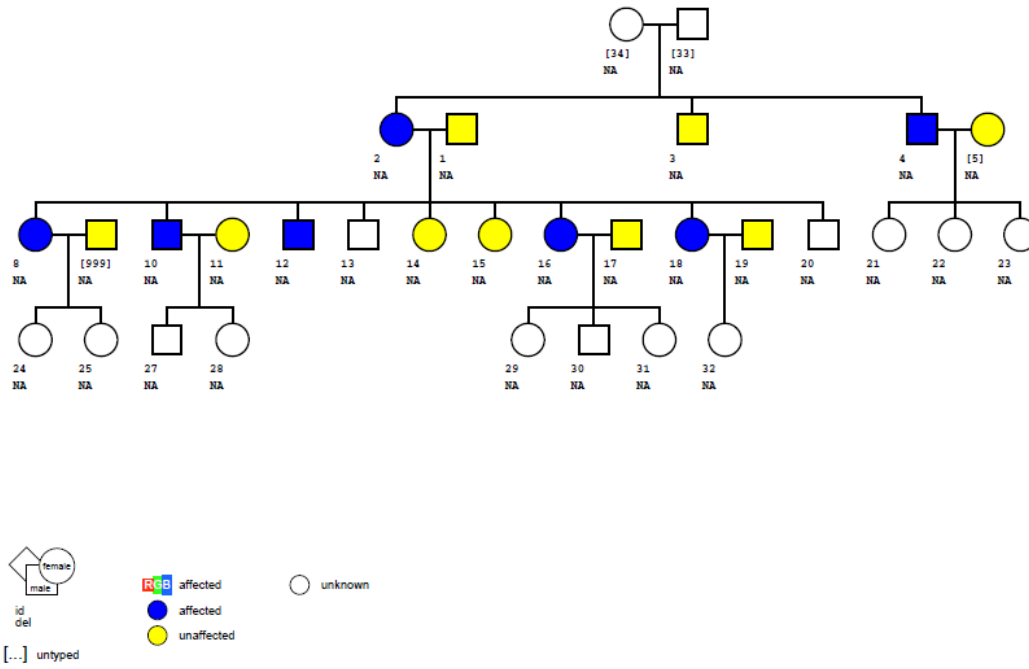 [34] [33]
NA NA
2 1 3 4 [5]
NA NA NA NA NA
8 [999] 10 11 12 13 14 15 16 17 18 19 20 21 22 23
NA NA NA NA NA NA NA NA NA NA NA NA NA NA NA NA
24 25 27 28 29 30 31 32
NA NA NA NA NA NA NA NA
female
male
id
del
[...] untyped
RGB affected
affected
unaffected
unknown